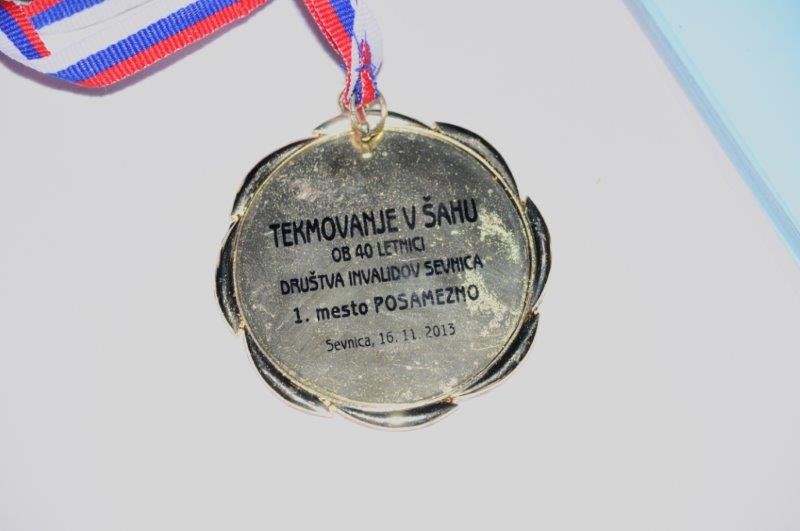 TEKMOVANJE V ŠAHU
OB 40 LETNICI
DRUŠTVA INVALIDOV SEVNICA
1. mesto POSAMEZNO
Sevnica, 16. 11. 2013